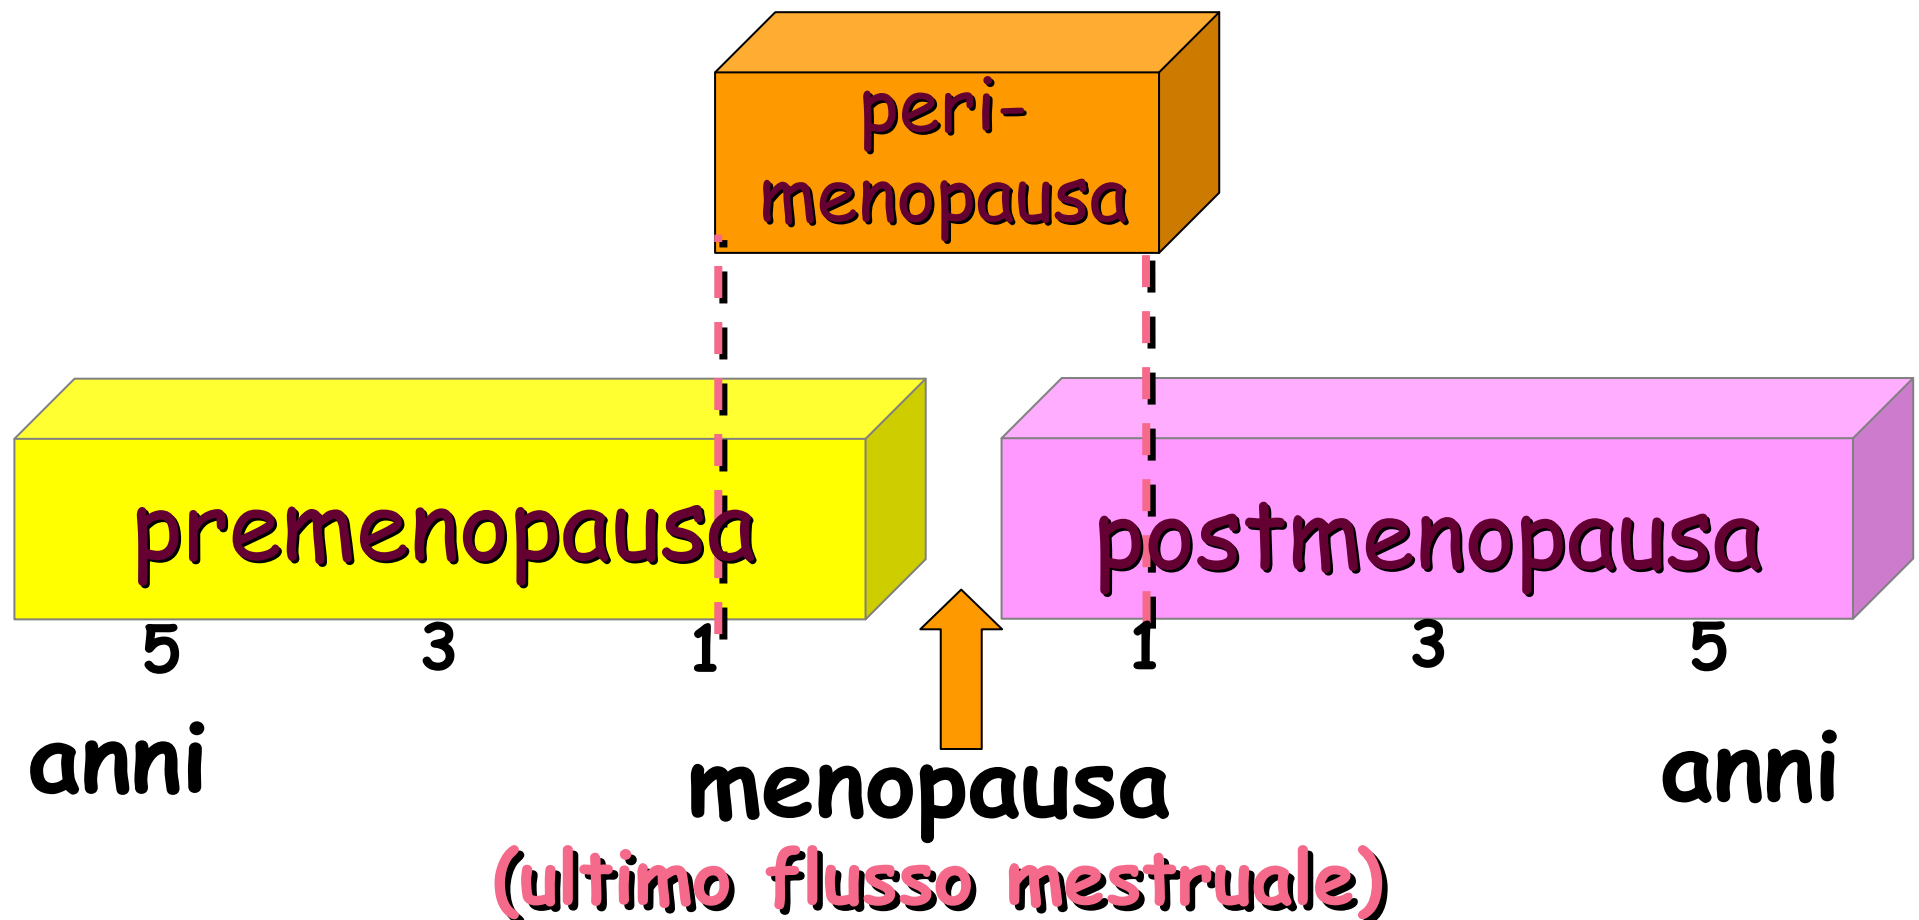 peri-
menopausa
premenopausa
postmenopausa
5 3 1 1 3 5
anni
anni
menopausa
(ultimo flusso mestruale)